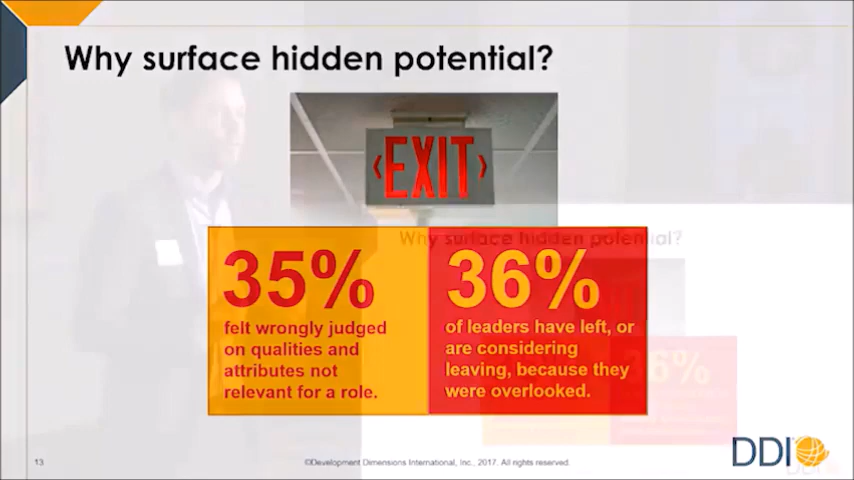 Why surface hidden potential?
EXIT
Why surface hidden potential?
35%
felt wrongly judged
on qualities and
attributes not
relevant for a role.
36%
of leaders have left, or
are considering
leaving, because they
were overlooked.
36%
13
©Development Dimensions International, Inc., 2017. All rights reserved.
DDI